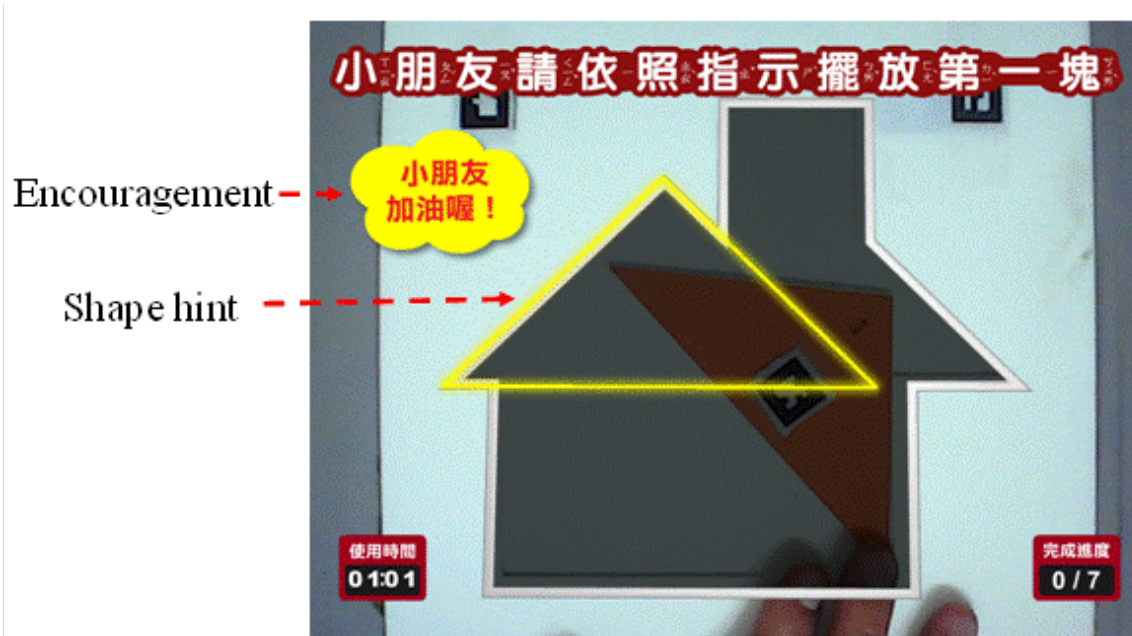 小朋友請依照指示擺放第一塊
Encouragement
小朋友
加油喔！
Shape hint
使用時間
01:01
完成進度
0 / 7